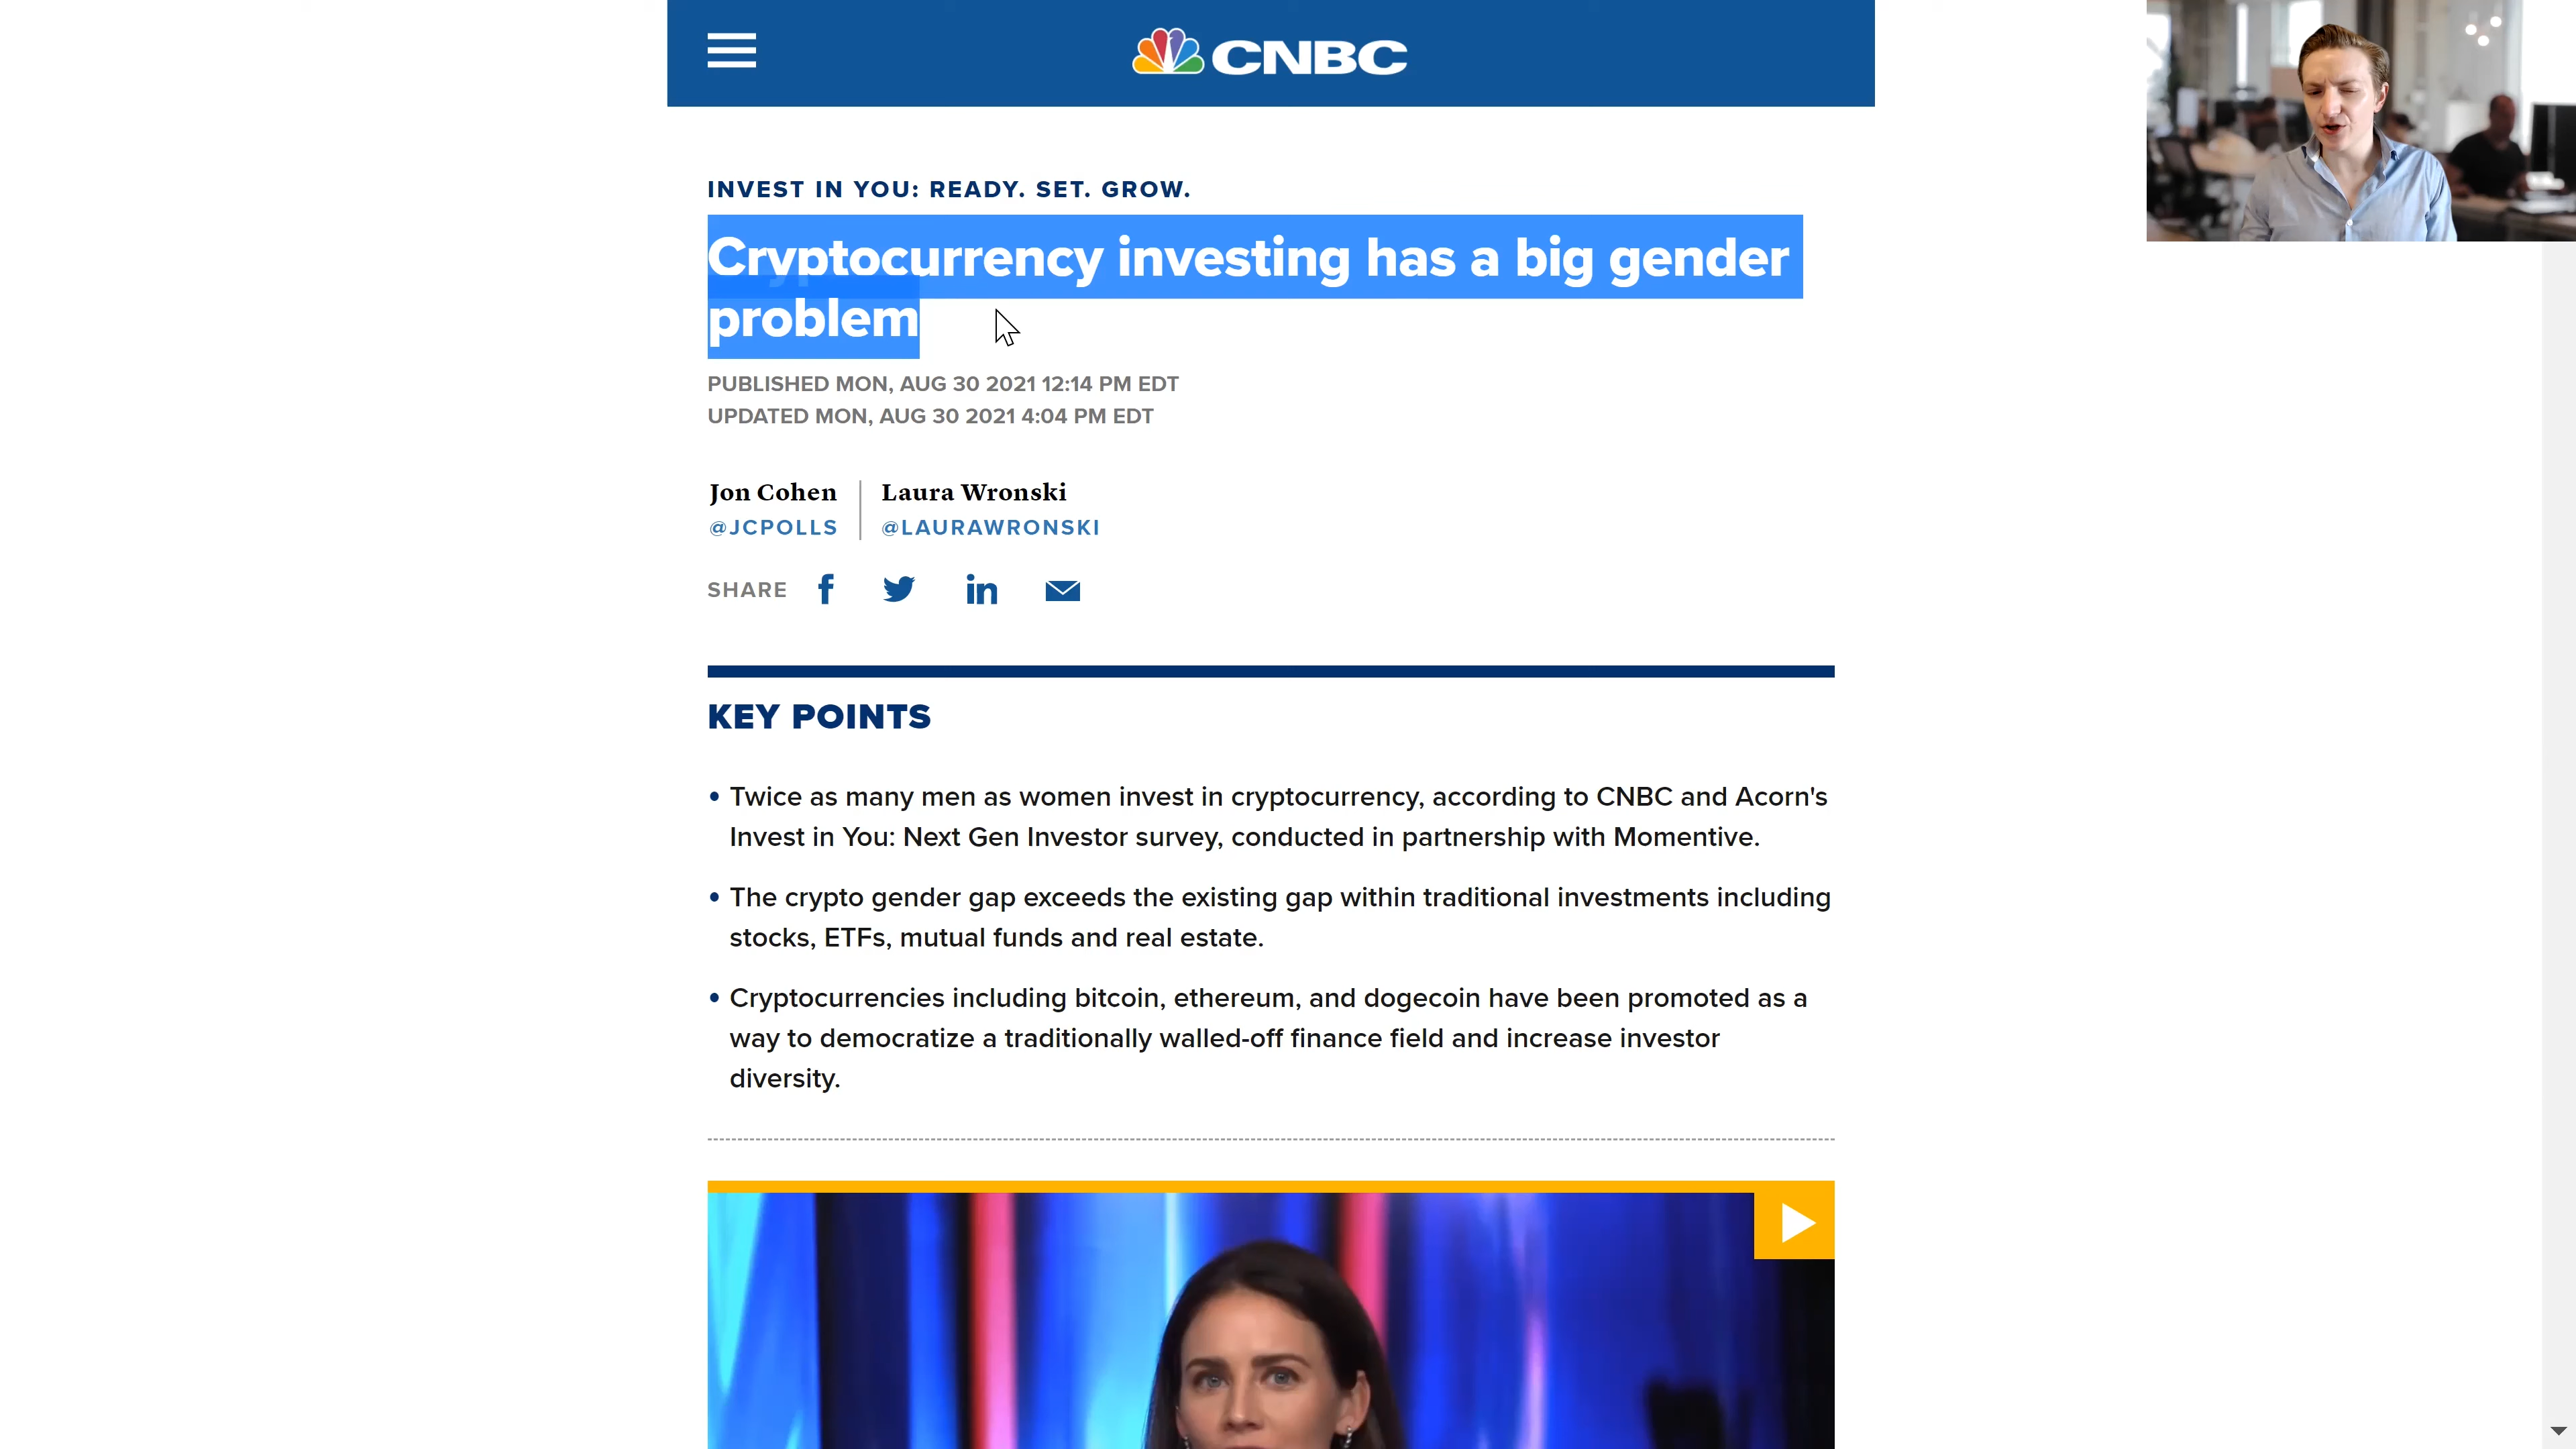 CNBC
INVEST IN YOU: READY. SET. GROW.
Cryptocurrency investing has a big gender
problem
PUBLISHED MON, AUG 30 2021 12:14 PM EDT
UPDATED MON, AUG 30 2021 4:04 PM EDT
Jon Cohen
@JCPOLLS
Laura Wronski
@LAURAWRONSKI
SHARE
KEY POINTS
• Twice as many men as women invest in cryptocurrency, according to CNBC and Acorn's
Invest in You: Next Gen Investor survey, conducted in partnership with Momentive.
• The crypto gender gap exceeds the existing gap within traditional investments including
stocks, ETFs, mutual funds and real estate.
• Cryptocurrencies including bitcoin, ethereum, and dogecoin have been promoted as a
way to democratize a traditionally walled-off finance field and increase investor
diversity.